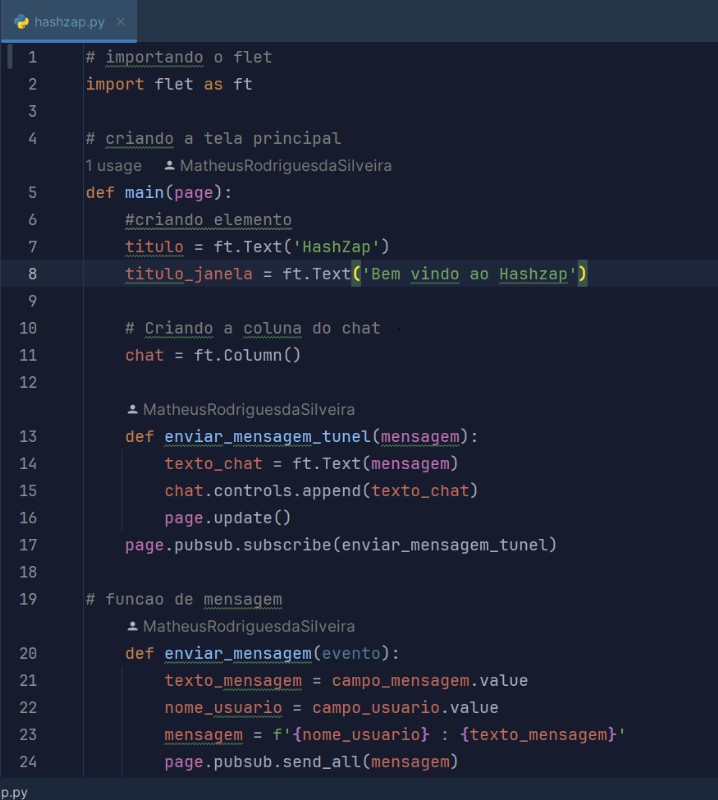 hashzap.py ×
1 # importando o flet
2 import flet as ft
3
4 # criando a tela principal
1 usage MatheusRodriguesdaSilveira
5 def main(page):
6 #criando elemento
7 titulo = ft.Text('HashZap')
8 titulo_janela = ft.Text('Bem vindo ao Hashzap')
9
10 # Criando a coluna do chat
11 chat = ft.Column()
12
MatheusRodriguesdaSilveira
13 def enviar_mensagem_tunel(mensagem):
14 texto_chat = ft.Text(mensagem)
15 chat.controls.append(texto_chat)
16 page.update()
17 page.pubsub.subscribe(enviar_mensagem_tunel)
18
19 # funcao de mensagem
MatheusRodriguesdaSilveira
20 def enviar_mensagem(evento):
21 texto_mensagem = campo_mensagem.value
22 nome_usuario = campo_usuario.value
23 mensagem = f'{nome_usuario} : {texto_mensagem}'
24 page.pubsub.send_all(mensagem)
p.py